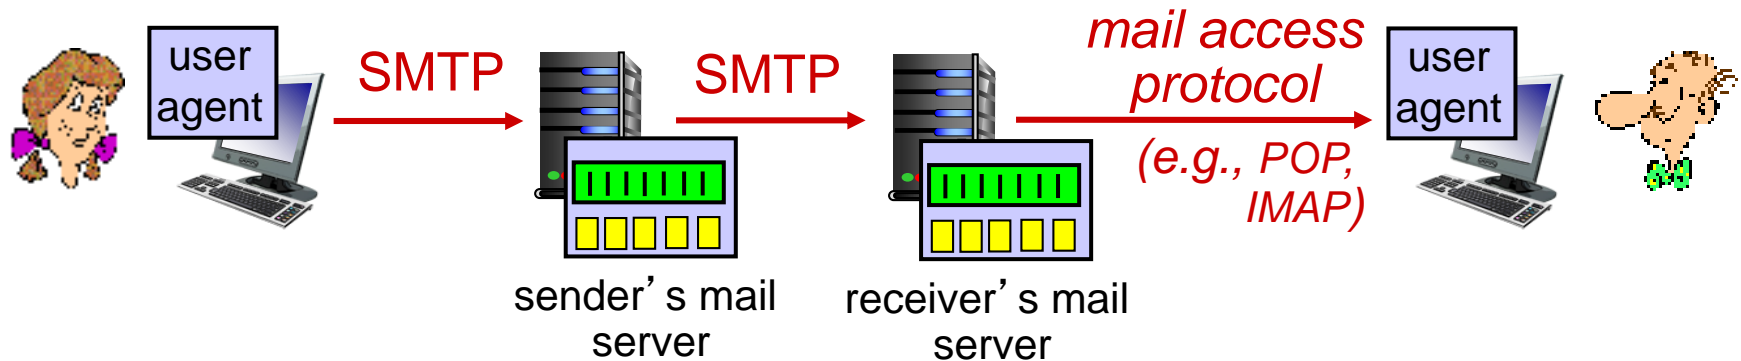 user
agent
SMTP
SMTP
mail access
protocol
(e.g., POP,
IMAP)
user
agent
sender’s mail
server
receiver’s mail
server